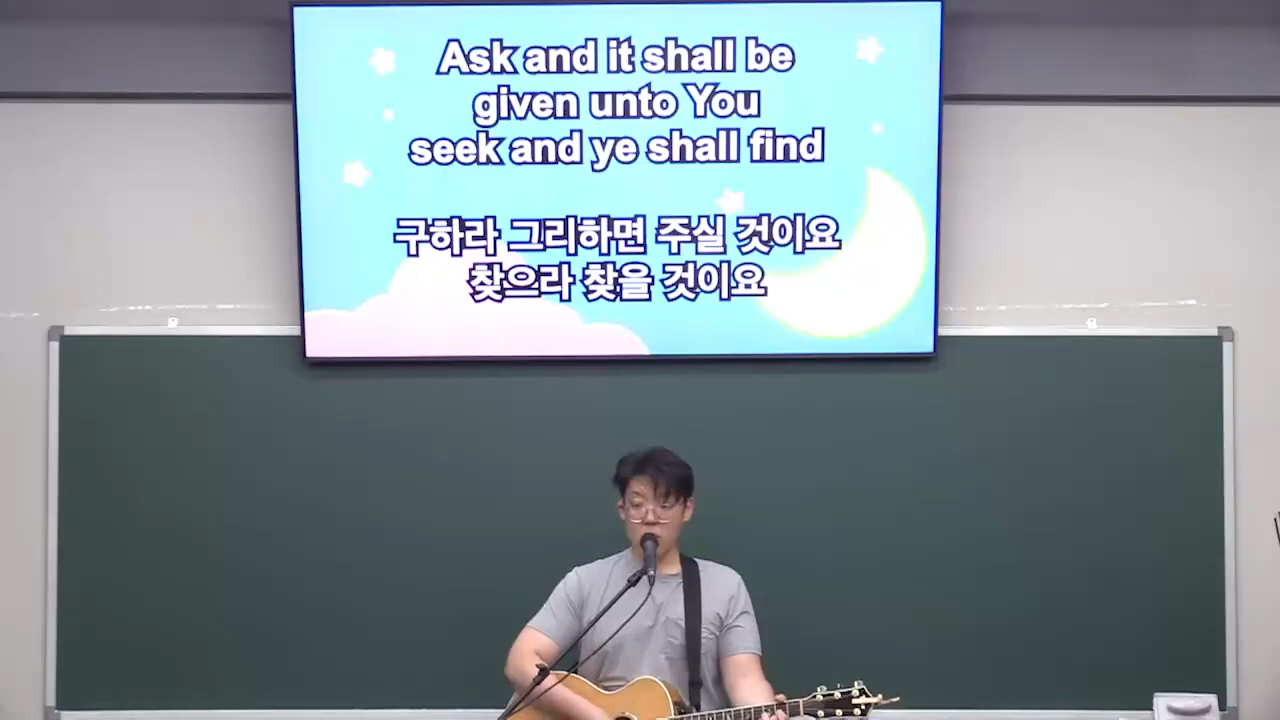 Ask and it shall be
given unto You
seek and ye shall find
구하라 그리하면 주실 것이요
찾으라 찾을 것이요